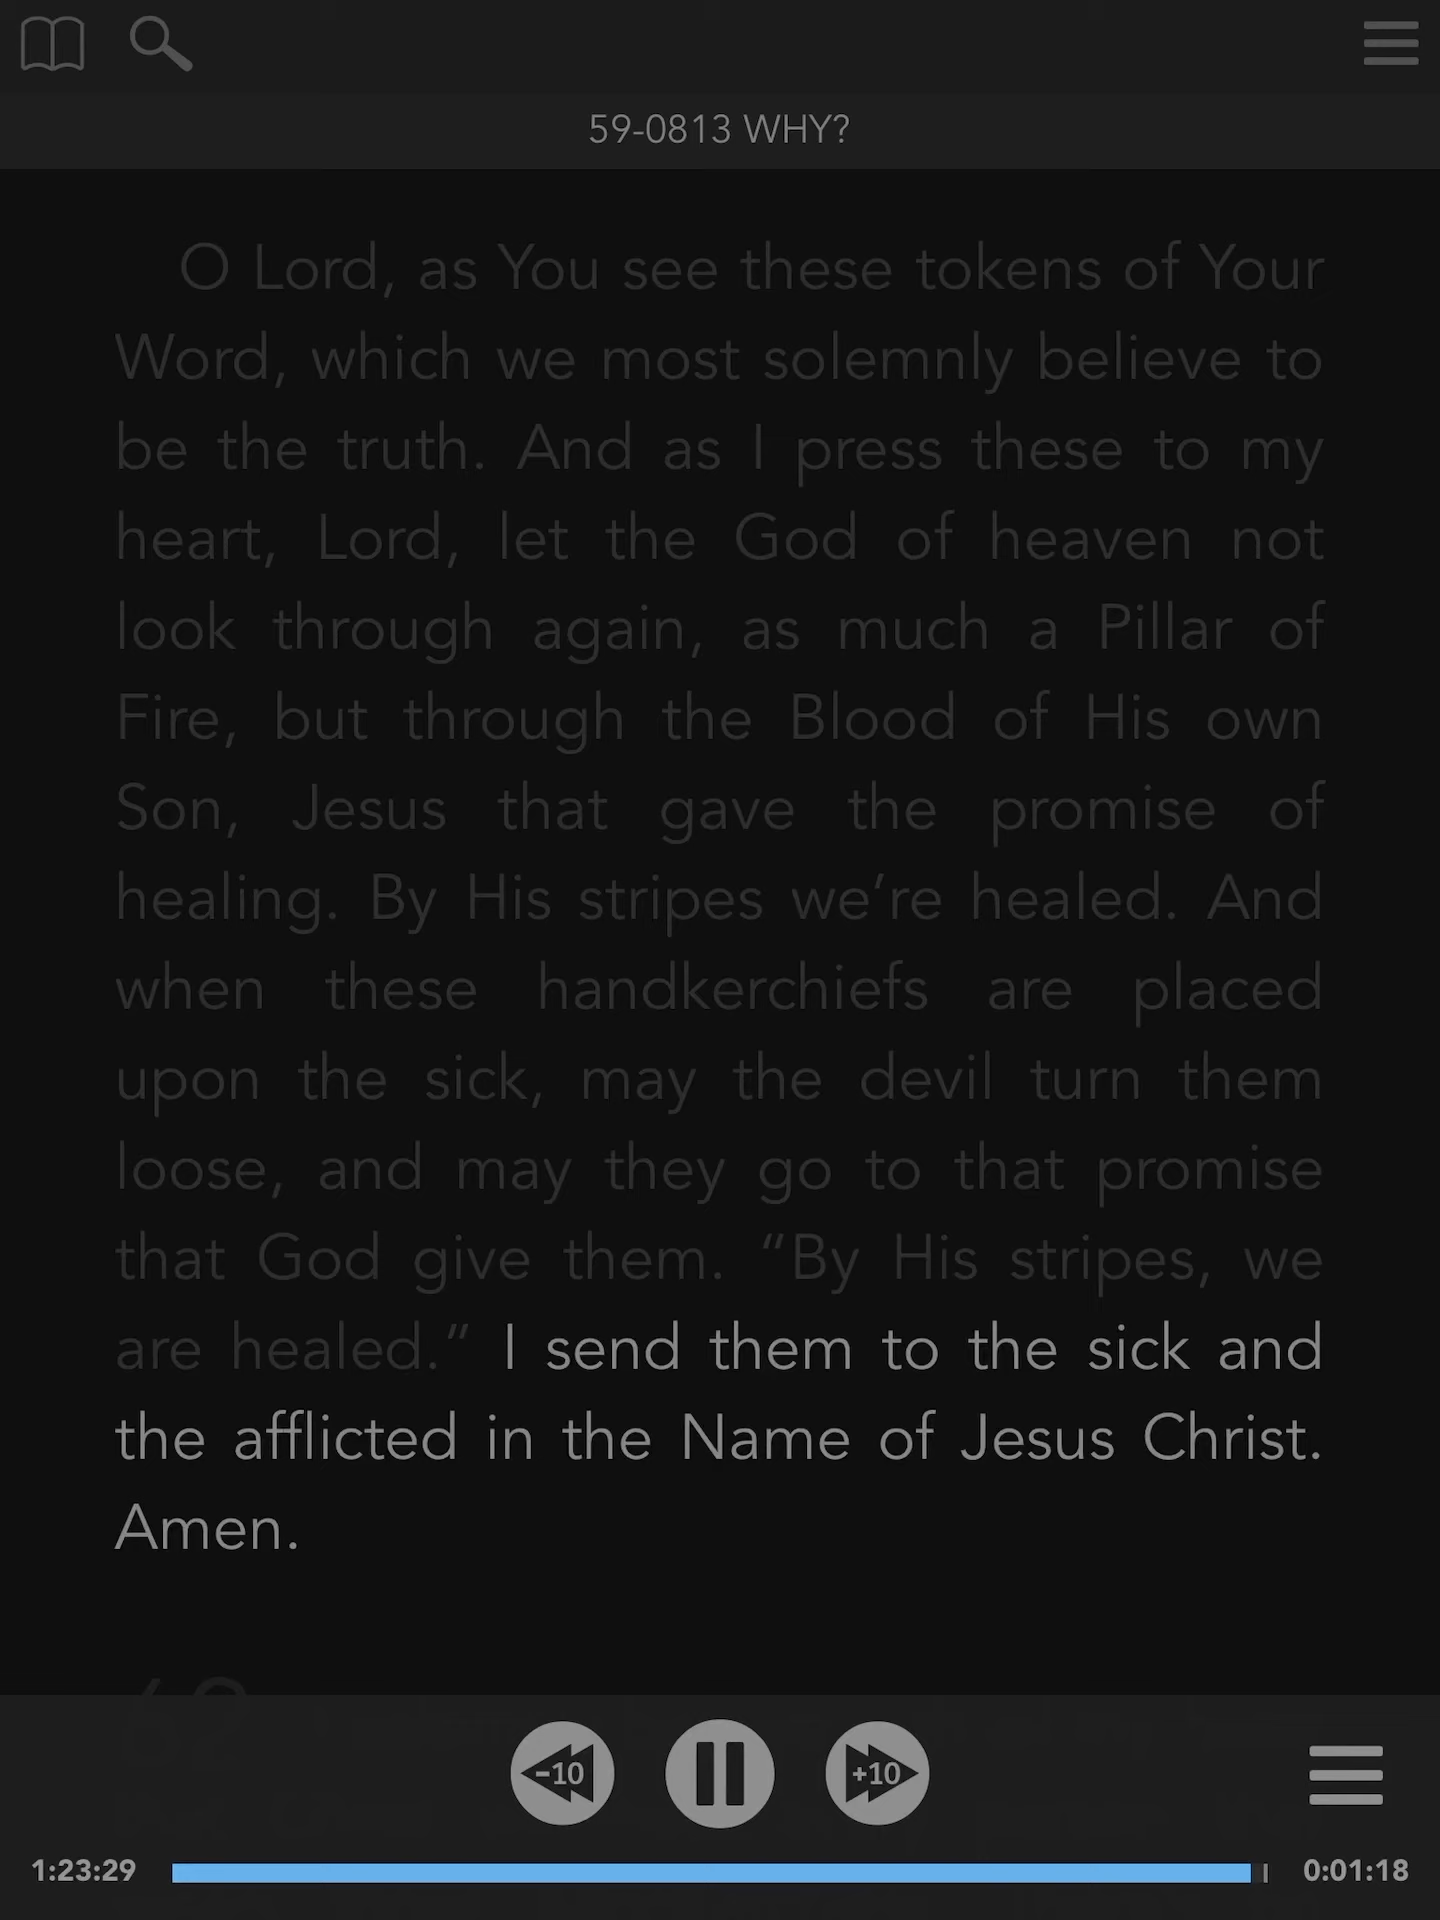 59-0813 WHY?
O Lord, as You see these tokens of Your
Word, which we most solemnly believe to
be the truth. And as I press these to my
heart, Lord, let the God of heaven not
look through again, as much a Pillar of
Fire, but through the Blood of His own
Son, Jesus that gave the promise of
healing. By His stripes we’re healed. And
when these handkerchiefs are placed
upon the sick, may the devil turn them
loose, and may they go to that promise
that God give them. “By His stripes, we
are healed.” I send them to the sick and
the afflicted in the Name of Jesus Christ.
Amen.
-10 +10
1:23:29 0:01:18